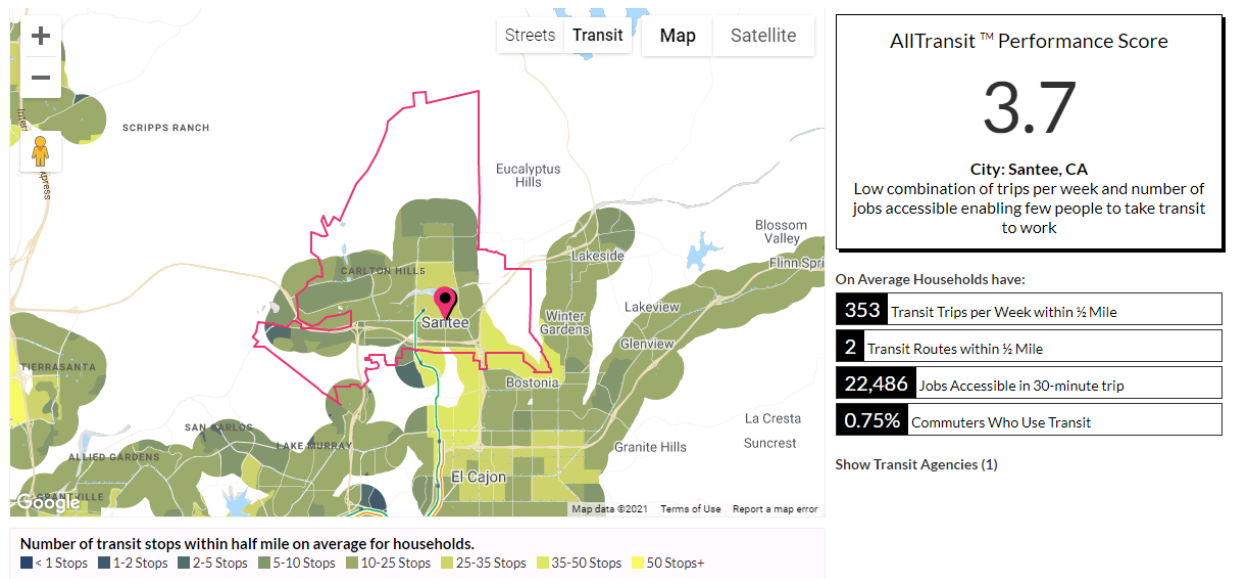 Streets
Transit
Map
Satellite
SCRIPPS RANCH
Eucalyptus
Hills
Blossom
Valley
Flinn Spri
Lakeside
CARLTON HILLS
Lakeview
Santee
Winter
Gardens
Glenview
TIERRASANTA
Bostonia
La Cresta
SAN CARLOS
LAKE MURRAY
Granite Hills
Suncrest
ALLIED GARDENS
El Cajon
GRANTVILLE
Google
Map data ©2021
Terms of Use
Report a map error
Number of transit stops within half mile on average for households.
< 1 Stops 1-2 Stops 2-5 Stops 5-10 Stops 10-25 Stops 25-35 Stops 35-50 Stops 50 Stops+
AllTransit ™ Performance Score
3.7
City: Santee, CA
Low combination of trips per week and number of
jobs accessible enabling few people to take transit
to work
On Average Households have:
353 Transit Trips per Week within ½ Mile
2 Transit Routes within ½ Mile
22,486 Jobs Accessible in 30-minute trip
0.75% Commuters Who Use Transit
Show Transit Agencies (1)